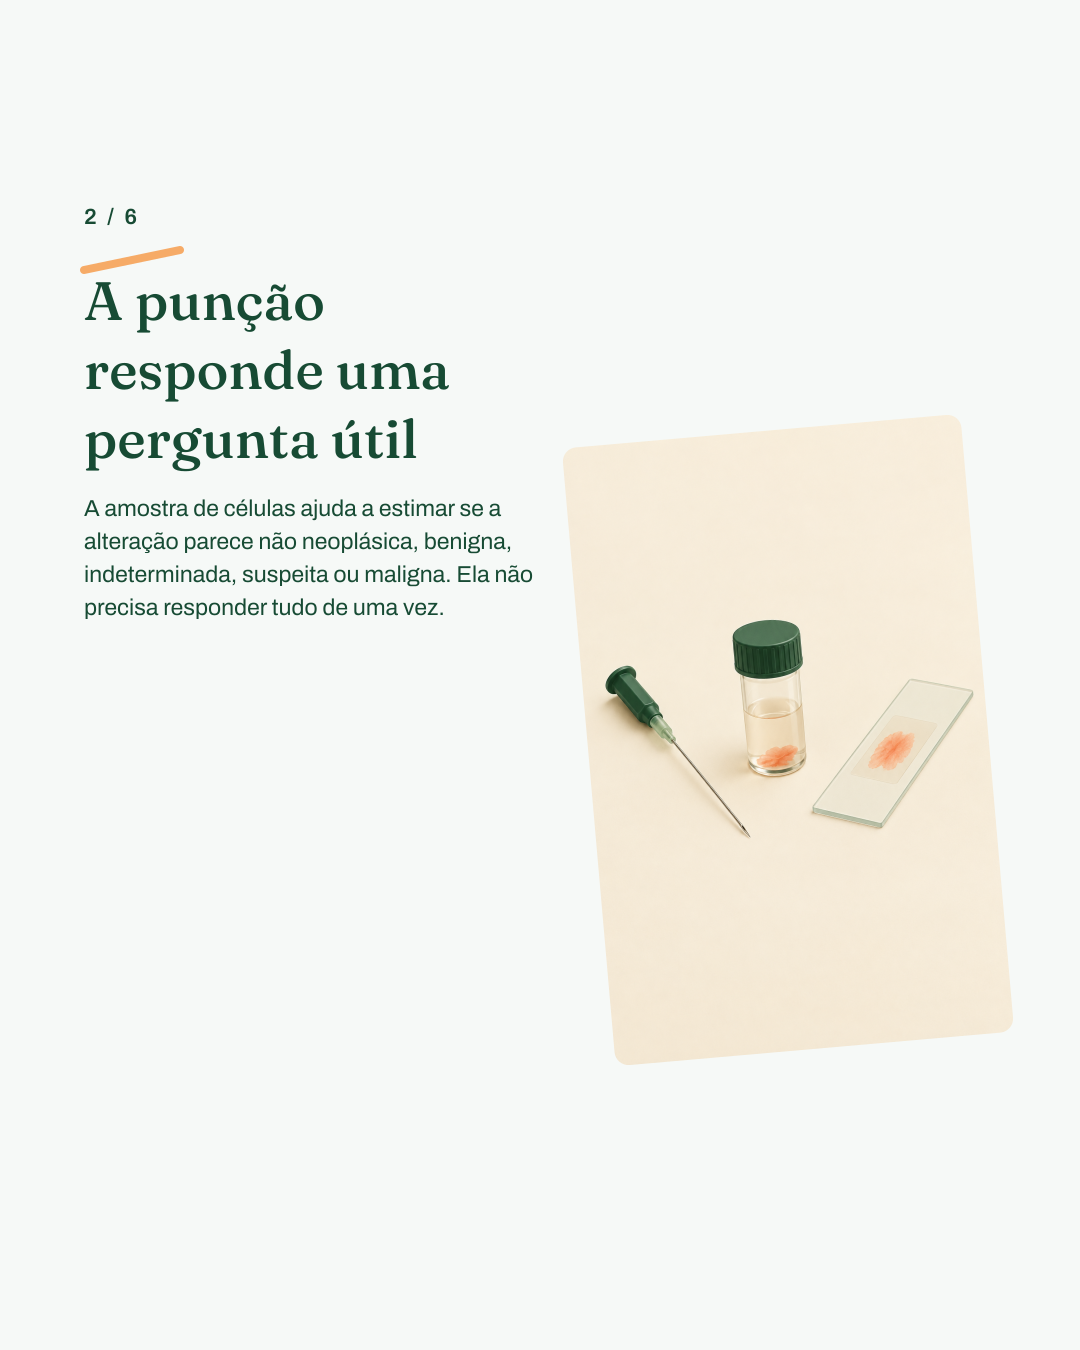 2 / 6
A punção
responde uma
pergunta útil
A amostra de células ajuda a estimar se a
alteração parece não neoplásica, benigna,
indeterminada, suspeita ou maligna. Ela não
precisa responder tudo de uma vez.